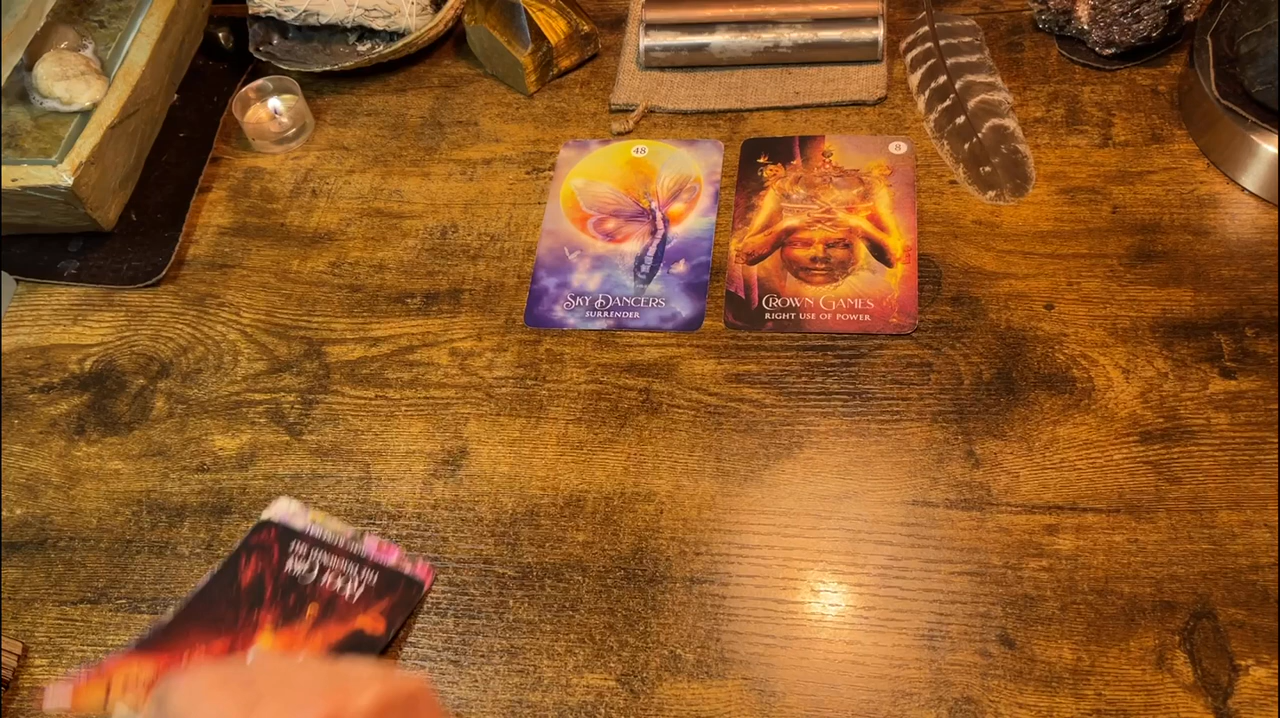 48
SKY DANCERS
SURRENDER
8
CROWN GAMES
RIGHT USE OF POWER